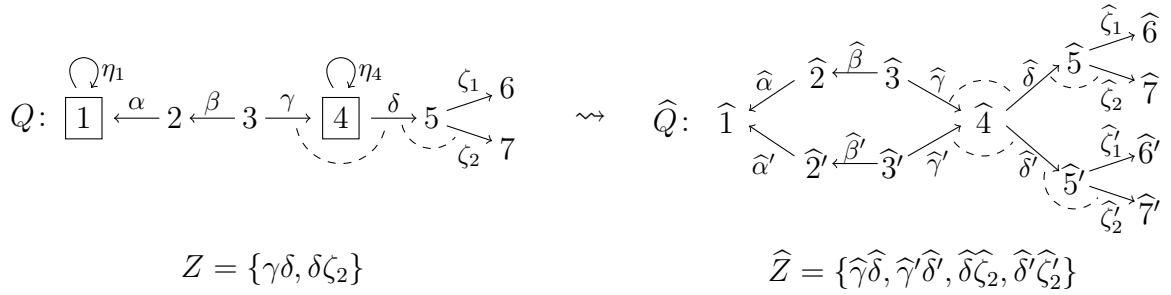 η₁ η₄ ζ₁ 6
Q: 1 α 2 β 3 γ 4 δ 5 ζ₂ 7
⇝
Q̂: 1̂ α̂ 2̂ β̂ 3̂ γ̂ 4̂ δ̂ 5̂ ζ̂₁ 6̂ ζ̂₂ 7̂
α̂′ 2̂′ β̂′ 3̂′ γ̂′ δ̂′ 5̂′ ζ̂′₁ 6̂′ ζ̂′₂ 7̂′
Z = {γδ, δζ₂}
Ẑ = {γ̂δ̂, γ̂′δ̂′, δ̂ζ̂₂, δ̂′ζ̂′₂}